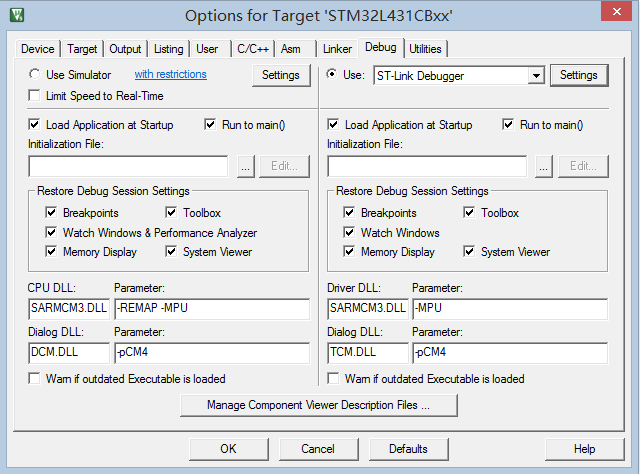 Options for Target 'STM32L431CBxx'
Device Target Output Listing User C/C++ Asm Linker Debug Utilities
Use Simulator with restrictions Settings
Limit Speed to Real-Time
Use: ST-Link Debugger Settings
Load Application at Startup Run to main()
Initialization File:
... Edit...
Load Application at Startup Run to main()
Initialization File:
... Edit...
Restore Debug Session Settings
Breakpoints Toolbox
Watch Windows & Performance Analyzer
Memory Display System Viewer
Restore Debug Session Settings
Breakpoints Toolbox
Watch Windows
Memory Display System Viewer
CPU DLL: Parameter:
SARMCM3.DLL -REMAP -MPU
Dialog DLL: Parameter:
DCM.DLL -pCM4
Warn if outdated Executable is loaded
Driver DLL: Parameter:
SARMCM3.DLL -MPU
Dialog DLL: Parameter:
TCM.DLL -pCM4
Warn if outdated Executable is loaded
Manage Component Viewer Description Files ...
OK Cancel Defaults Help